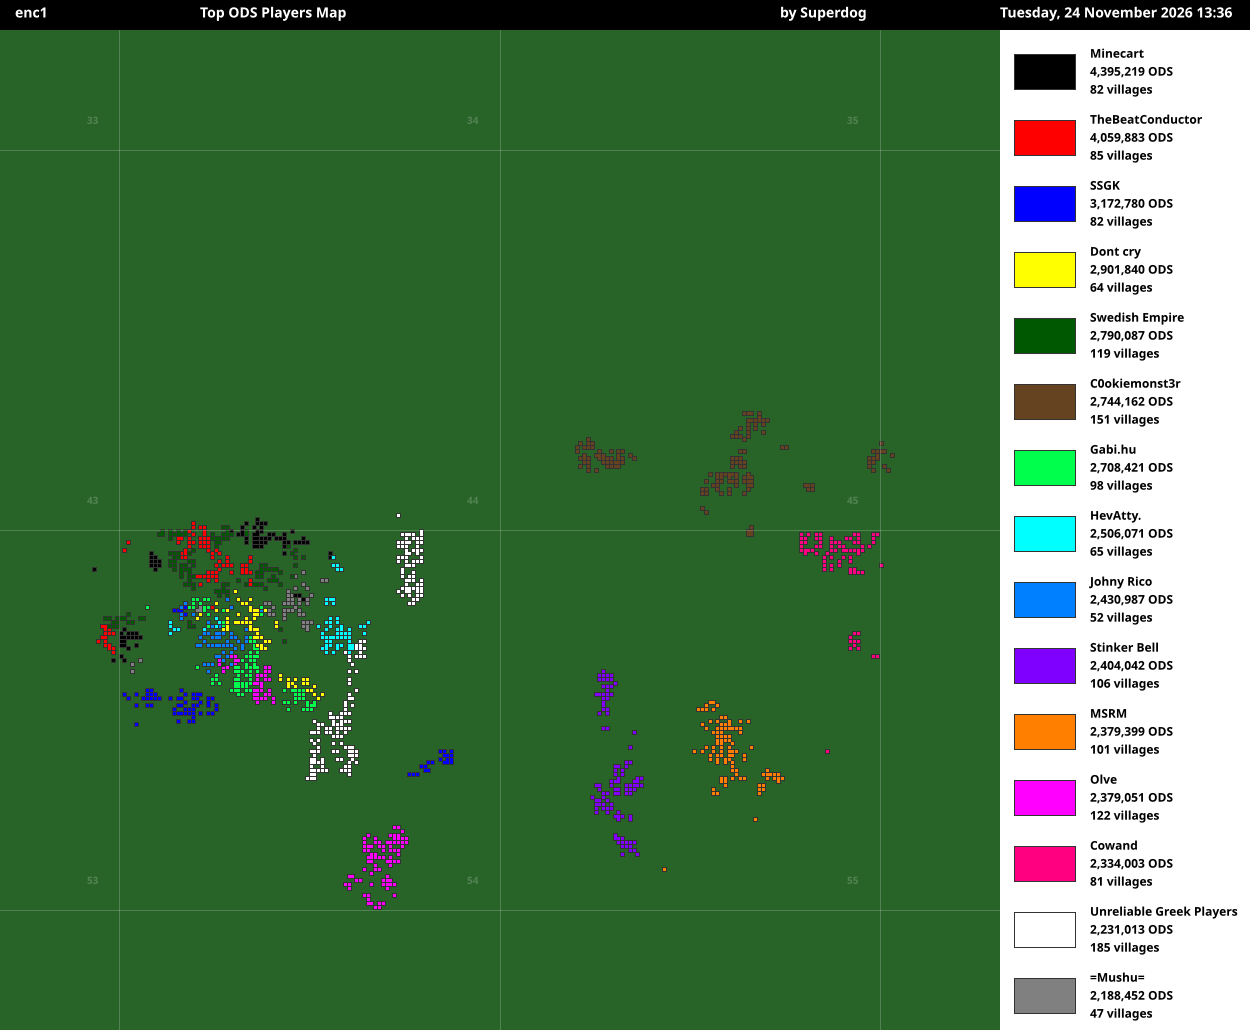 enc1
Top ODS Players Map
by Superdog
Tuesday, 24 November 2026 13:36
33
34
35
43
44
45
53
54
55
Minecart
4,395,219 ODS
82 villages
TheBeatConductor
4,059,883 ODS
85 villages
SSGK
3,172,780 ODS
82 villages
Dont cry
2,901,840 ODS
64 villages
Swedish Empire
2,790,087 ODS
119 villages
C0okiemonst3r
2,744,162 ODS
151 villages
Gabi.hu
2,708,421 ODS
98 villages
HevAtty.
2,506,071 ODS
65 villages
Johny Rico
2,430,987 ODS
52 villages
Stinker Bell
2,404,042 ODS
106 villages
MSRM
2,379,399 ODS
101 villages
Olve
2,379,051 ODS
122 villages
Cowand
2,334,003 ODS
81 villages
Unreliable Greek Players
2,231,013 ODS
185 villages
=Mushu=
2,188,452 ODS
47 villages